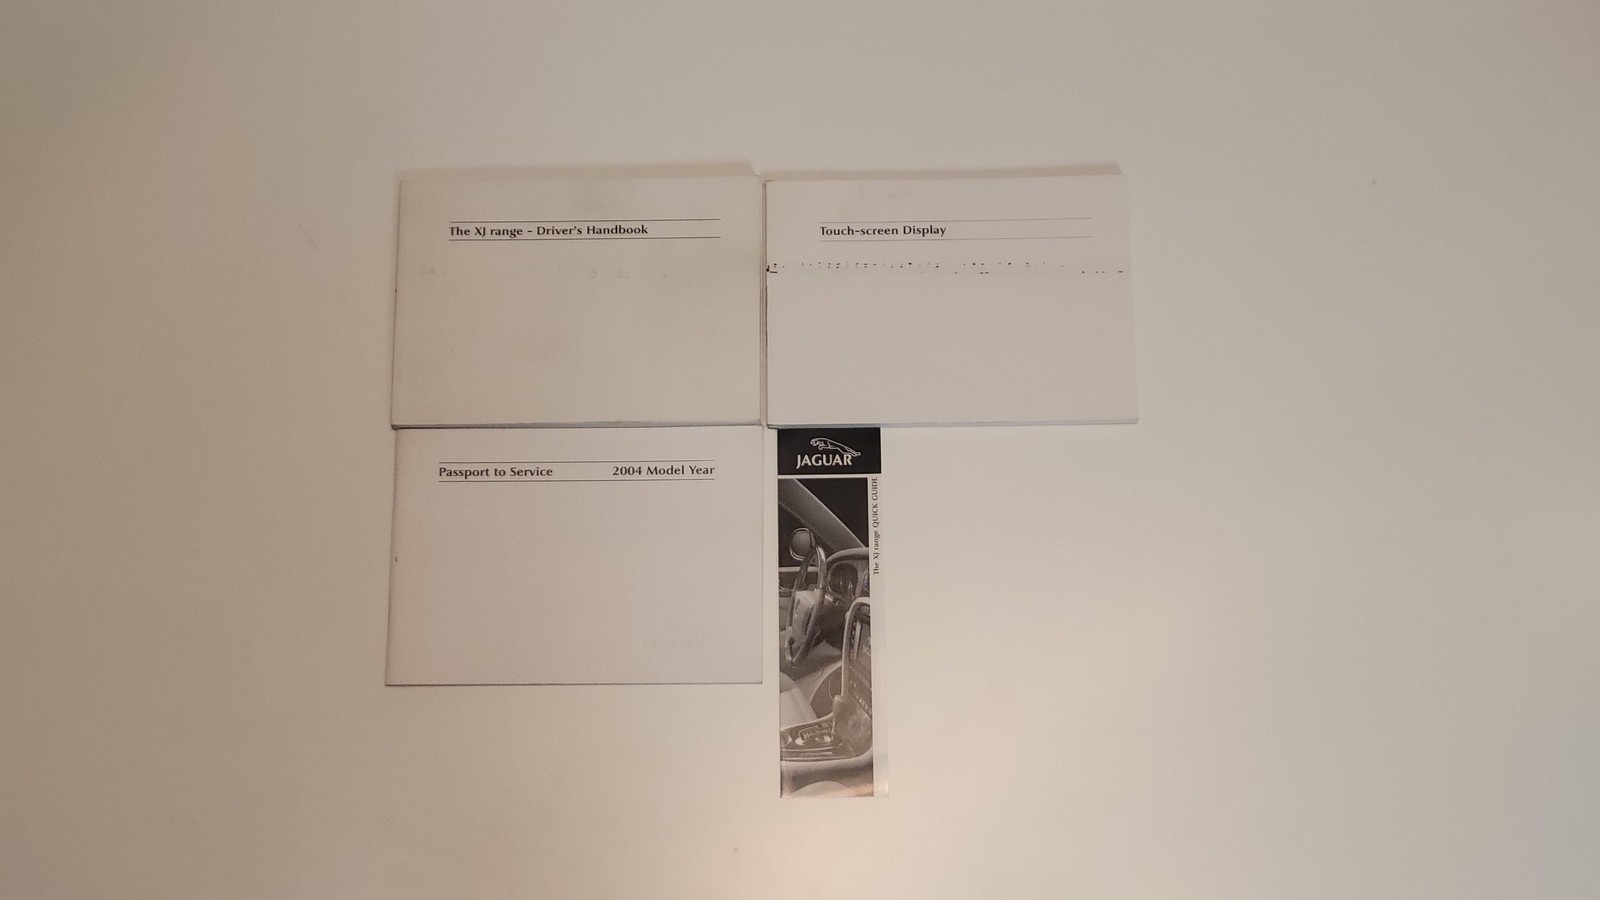 The XJ range - Driver's Handbook
Touch-screen Display
Passport to Service 2004 Model Year
JAGUAR
The XJ range QUICK GUIDE